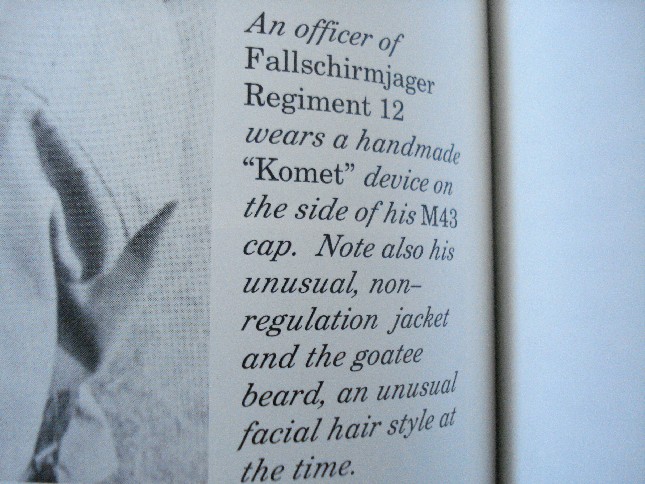 An officer of
Fallschirmjager
Regiment 12
wears a handmade
“Komet” device on
the side of his M43
cap. Note also his
unusual, non-
regulation jacket
and the goatee
beard, an unusual
facial hair style at
the time.